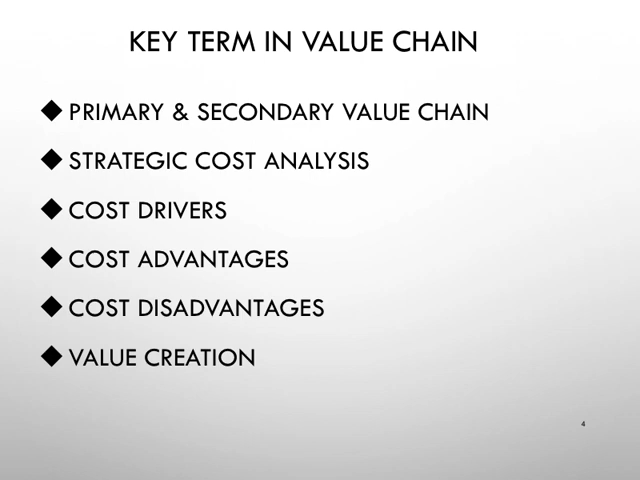 KEY TERM IN VALUE CHAIN
◆ PRIMARY & SECONDARY VALUE CHAIN
◆ STRATEGIC COST ANALYSIS
◆ COST DRIVERS
◆ COST ADVANTAGES
◆ COST DISADVANTAGES
◆ VALUE CREATION
4